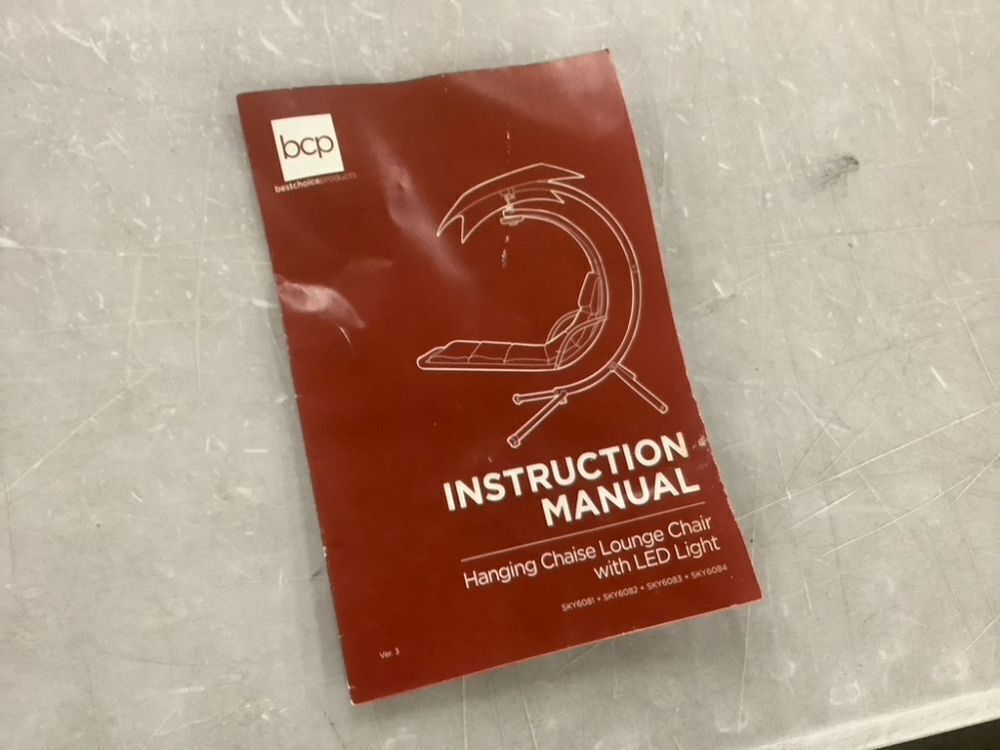 bcp
bestchoiceproducts
INSTRUCTION
MANUAL
Hanging Chaise Lounge Chair
with LED Light
SKY6081 + SKY6082 + SKY6083 + SKY6084
Ver. 3